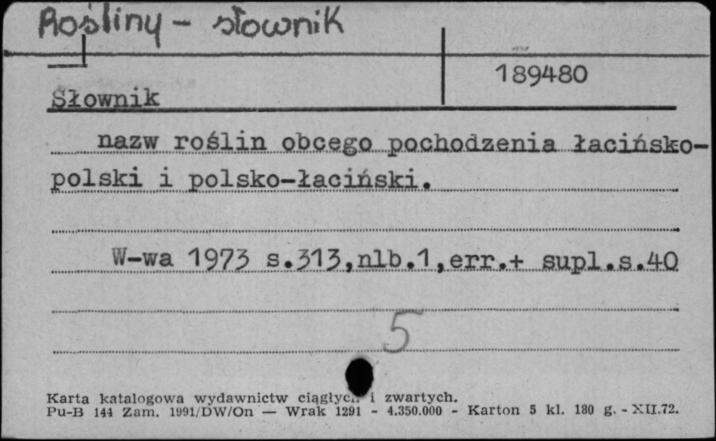 Rośliny - słownik
189480
Słownik
nazw roślin obcego pochodzenia łacińsko-
polski i polsko-łaciński.
W-wa 1973 s.313,nlb.1,err.+ supl.s.40
5
Karta katalogowa wydawnictw ciągłych i zwartych.
Pu-B 144 Zam. 1991/DW/On — Wrak 1291 - 4.350.000 - Karton 5 kl. 180 g. - XII.72.